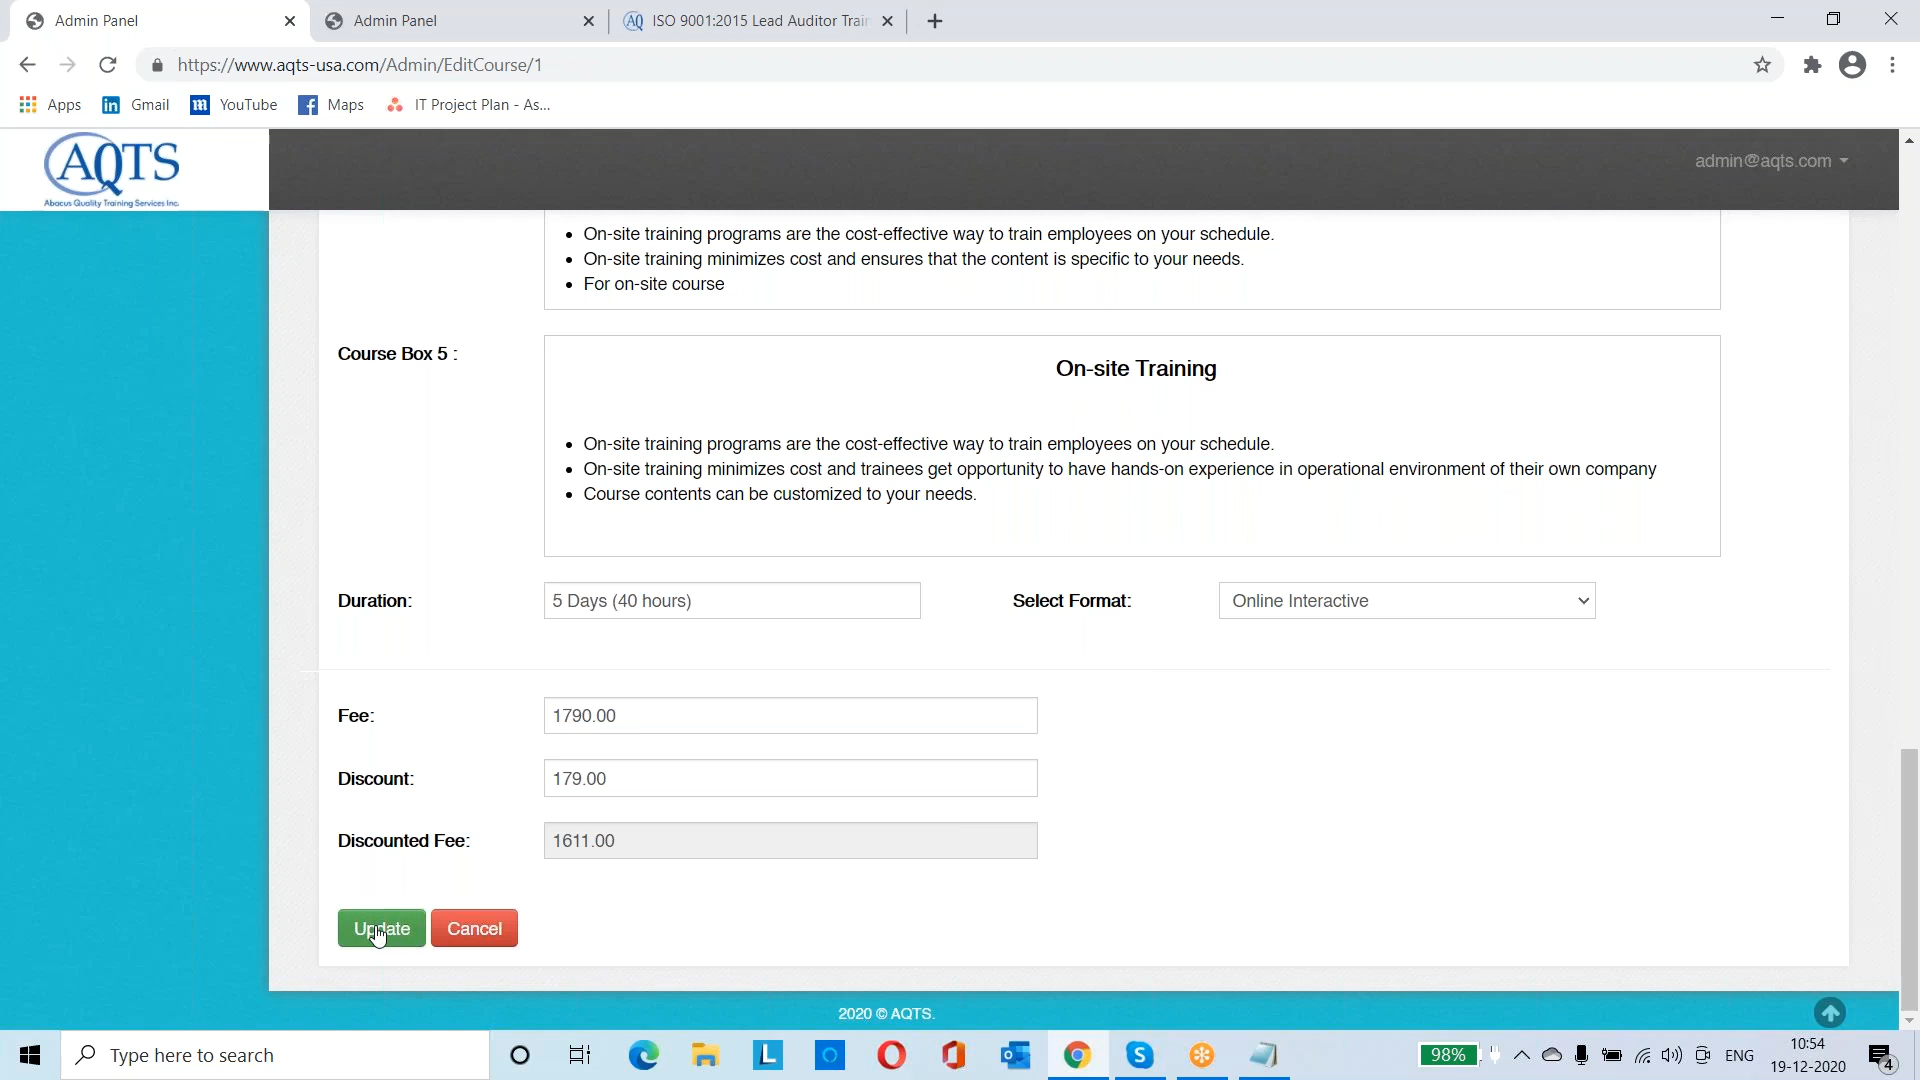 Admin Panel
Admin Panel
ISO 9001:2015 Lead Auditor Train
https://www.aqts-usa.com/Admin/EditCourse/1
Apps
Gmail
YouTube
Maps
IT Project Plan - As...
AQTS
Abacus Quality Training Services Inc.
admin@aqts.com
• On-site training programs are the cost-effective way to train employees on your schedule.
• On-site training minimizes cost and ensures that the content is specific to your needs.
• For on-site course
Course Box 5 :
On-site Training
• On-site training programs are the cost-effective way to train employees on your schedule.
• On-site training minimizes cost and trainees get opportunity to have hands-on experience in operational environment of their own company
• Course contents can be customized to your needs.
Duration:
5 Days (40 hours)
Select Format:
Online Interactive
Fee:
1790.00
Discount:
179.00
Discounted Fee:
1611.00
Update
Cancel
2020 © AQTS.
Type here to search
98%
ENG
10:54
19-12-2020
4